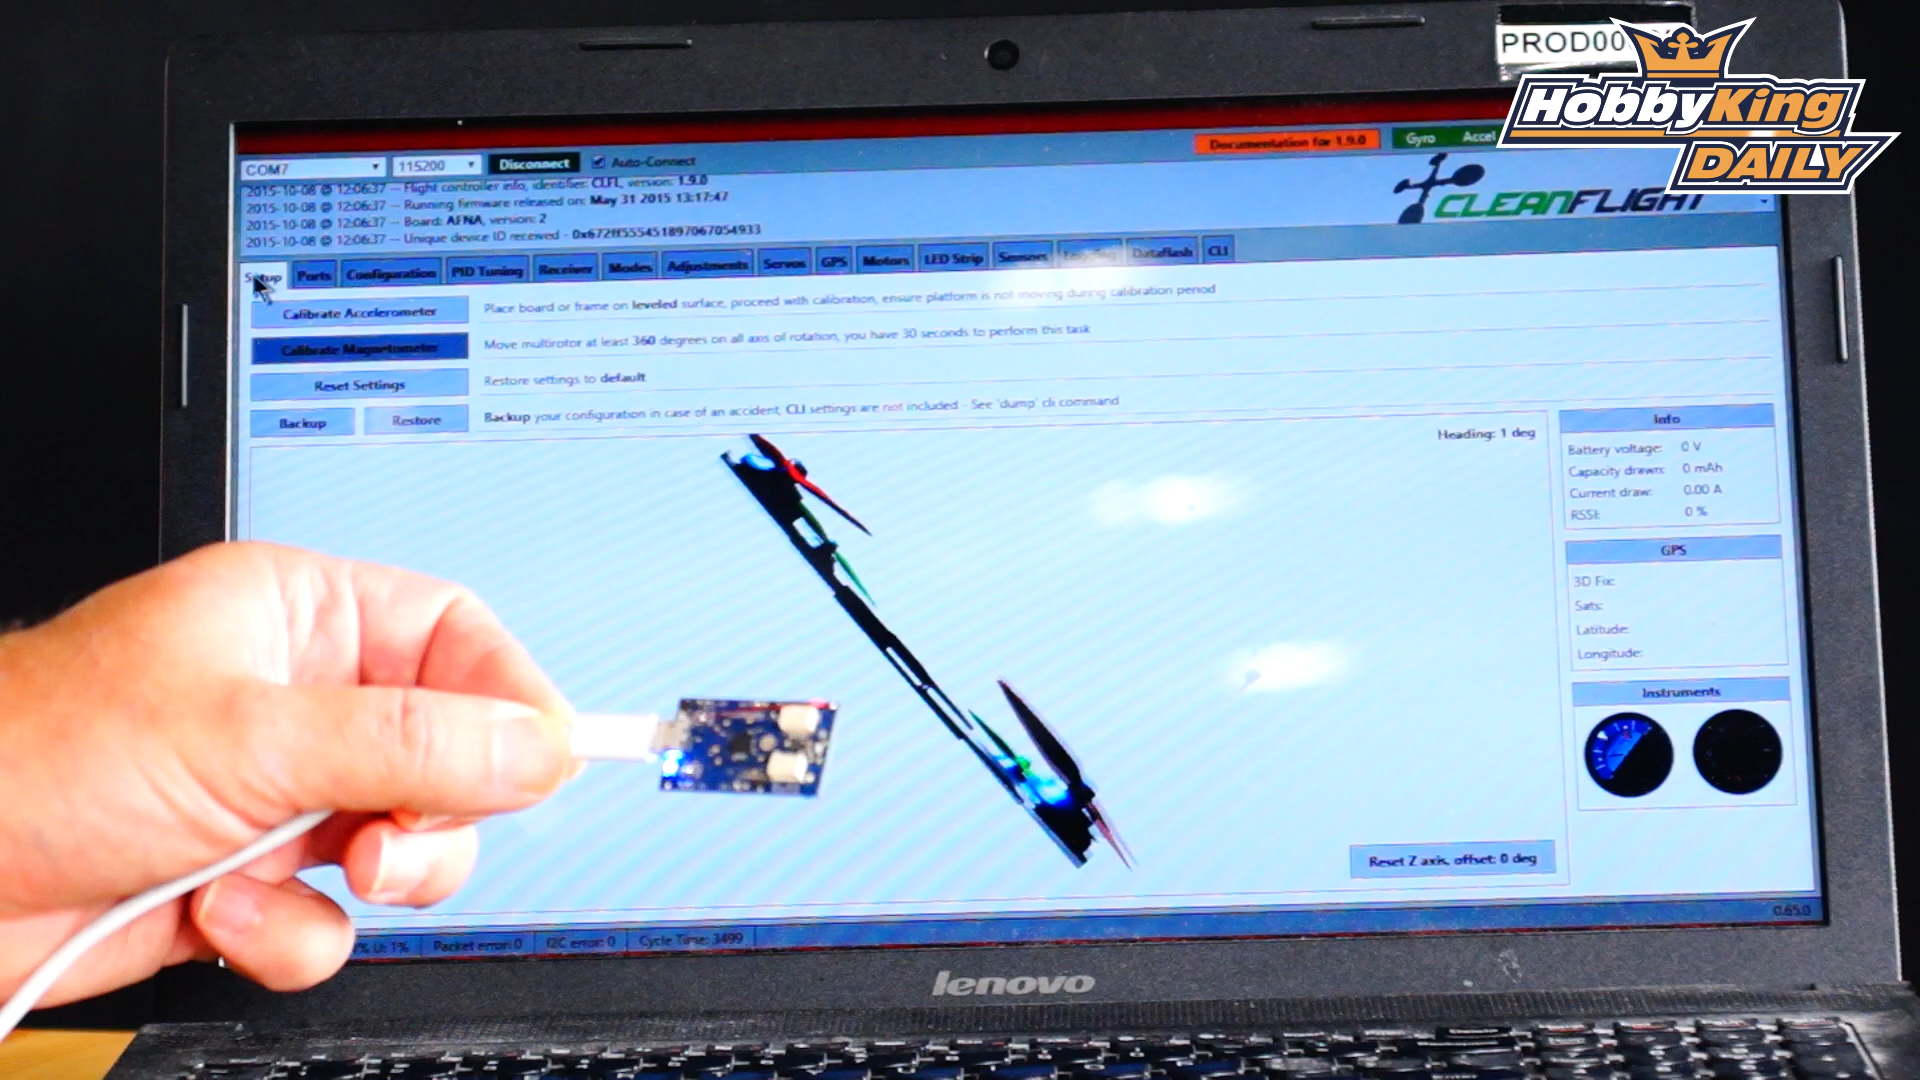 PROD00
HobbyKing
DAILY
COM7
115200
Disconnect
Auto-Connect
Documentation for 1.9.0
Gyro
Accel
2015-10-08 @ 12:06:37 -- Flight controller info, identifier: CLFL, version: 1.9.0
2015-10-08 @ 12:06:37 -- Running firmware released on: May 31 2015 13:17:47
2015-10-08 @ 12:06:37 -- Board: AFNA, version: 2
2015-10-08 @ 12:06:37 -- Unique device ID received - 0x672ff555451897067054933
CLEANFLIGHT
Setup
Ports
Configuration
PID Tuning
Receiver
Modes
Adjustments
Servos
GPS
Motors
LED Strip
Sensors
Dataflash
CLI
Calibrate Accelerometer
Place board or frame on leveled surface, proceed with calibration, ensure platform is not moving during calibration period
Calibrate Magnetometer
Move multirotor at least 360 degrees on all axis of rotation, you have 30 seconds to perform this task
Reset Settings
Restore settings to default
Backup
Restore
Backup your configuration in case of an accident, CLI settings are not included - See 'dump' cli command
Heading: 1 deg
Info
Battery voltage: 0 V
Capacity drawn: 0 mAh
Current draw: 0.00 A
RSSI: 0 %
GPS
3D Fix:
Sats:
Latitude:
Longitude:
Instruments
Reset Z axis, offset: 0 deg
U: 1%
Packet error: 0
I2C error: 0
Cycle Time: 3499
0.65.0
lenovo